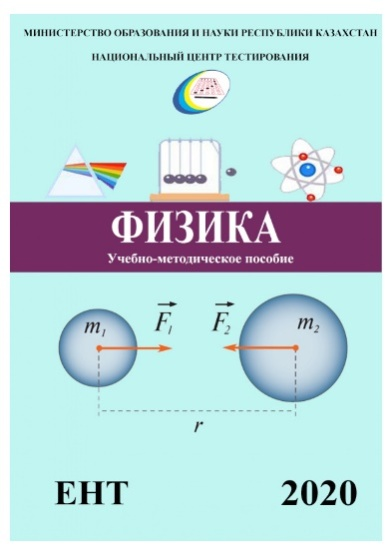 МИНИСТЕРСТВО ОБРАЗОВАНИЯ И НАУКИ РЕСПУБЛИКИ КАЗАХСТАН
НАЦИОНАЛЬНЫЙ ЦЕНТР ТЕСТИРОВАНИЯ
ФИЗИКА
Учебно-методическое пособие
m₁ F₁ F₂ m₂
r
ЕНТ 2020